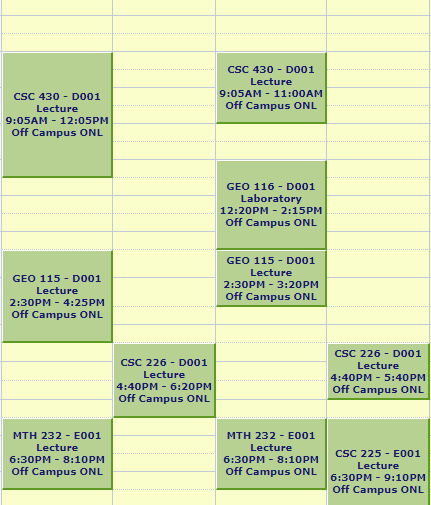 CSC 430 - D001
Lecture
9:05AM - 12:05PM
Off Campus ONL
CSC 430 - D001
Lecture
9:05AM - 11:00AM
Off Campus ONL
GEO 116 - D001
Laboratory
12:20PM - 2:15PM
Off Campus ONL
GEO 115 - D001
Lecture
2:30PM - 4:25PM
Off Campus ONL
GEO 115 - D001
Lecture
2:30PM - 3:20PM
Off Campus ONL
CSC 226 - D001
Lecture
4:40PM - 6:20PM
Off Campus ONL
CSC 226 - D001
Lecture
4:40PM - 5:40PM
Off Campus ONL
MTH 232 - E001
Lecture
6:30PM - 8:10PM
Off Campus ONL
MTH 232 - E001
Lecture
6:30PM - 8:10PM
Off Campus ONL
CSC 225 - E001
Lecture
6:30PM - 9:10PM
Off Campus ONL